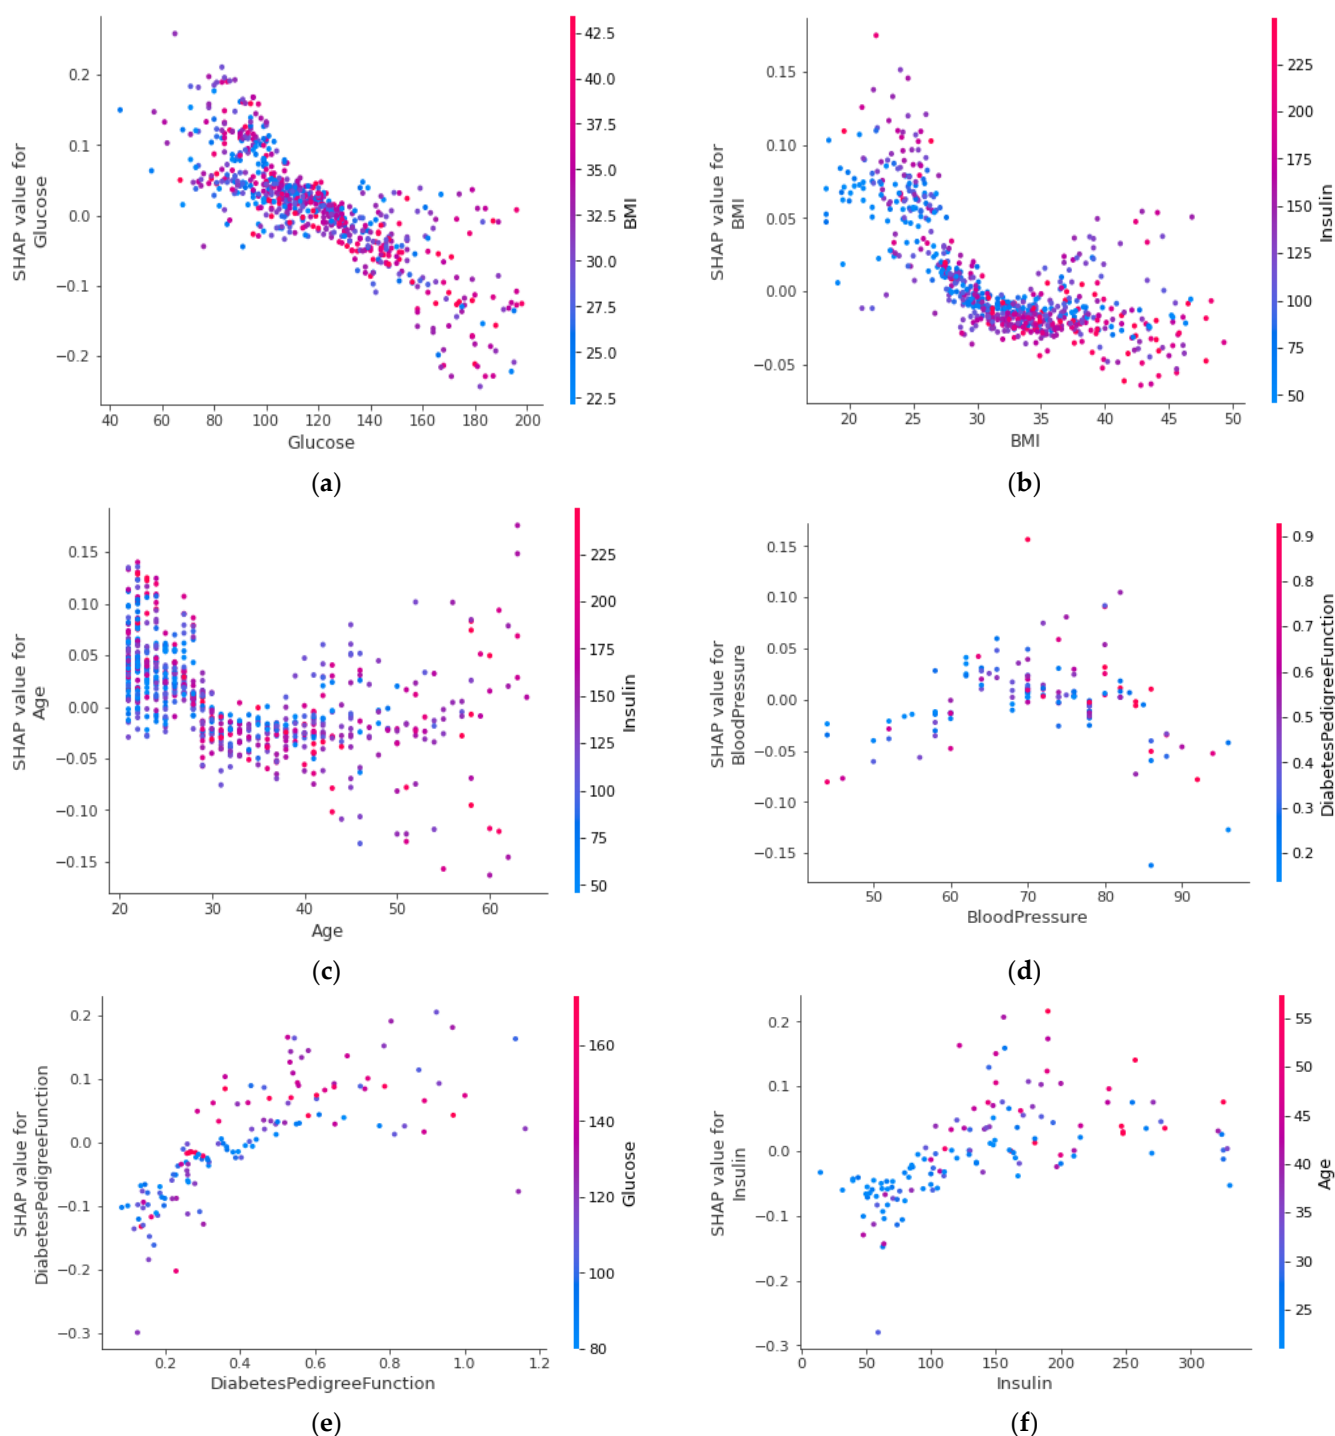 0.2
0.1
0.0
−0.1
−0.2
SHAP value for
Glucose
40 60 80 100 120 140 160 180 200
Glucose
42.5
40.0
37.5
35.0
32.5
30.0
27.5
25.0
22.5
BMI
(a)
0.15
0.10
0.05
0.00
−0.05
SHAP value for
BMI
20 25 30 35 40 45 50
BMI
225
200
175
150
125
100
75
50
Insulin
(b)
0.15
0.10
0.05
0.00
−0.05
−0.10
−0.15
SHAP value for
Age
20 30 40 50 60
Age
225
200
175
150
125
100
75
50
Insulin
(c)
0.15
0.10
0.05
0.00
−0.05
−0.10
−0.15
SHAP value for
BloodPressure
50 60 70 80 90
BloodPressure
0.9
0.8
0.7
0.6
0.5
0.4
0.3
0.2
DiabetesPedigreeFunction
(d)
0.2
0.1
0.0
−0.1
−0.2
−0.3
SHAP value for
DiabetesPedigreeFunction
0.2 0.4 0.6 0.8 1.0 1.2
DiabetesPedigreeFunction
160
140
120
100
80
Glucose
(e)
0.2
0.1
0.0
−0.1
−0.2
−0.3
SHAP value for
Insulin
0 50 100 150 200 250 300
Insulin
55
50
45
40
35
30
25
Age
(f)